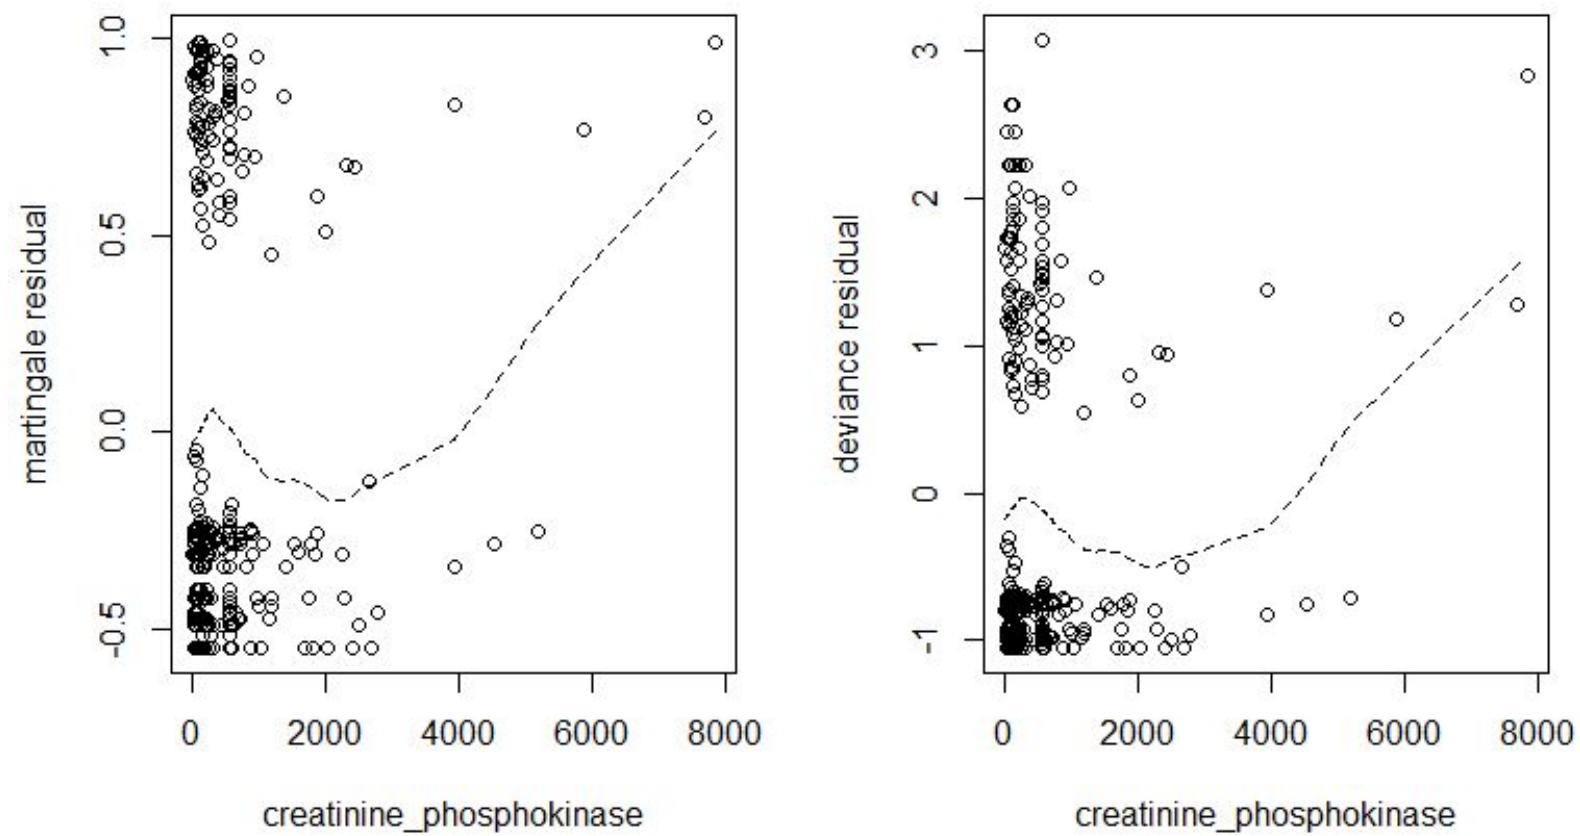 martingale residual
1.0
0.5
0.0
-0.5
0 2000 4000 6000 8000
creatinine_phosphokinase
deviance residual
3
2
1
0
-1
0 2000 4000 6000 8000
creatinine_phosphokinase